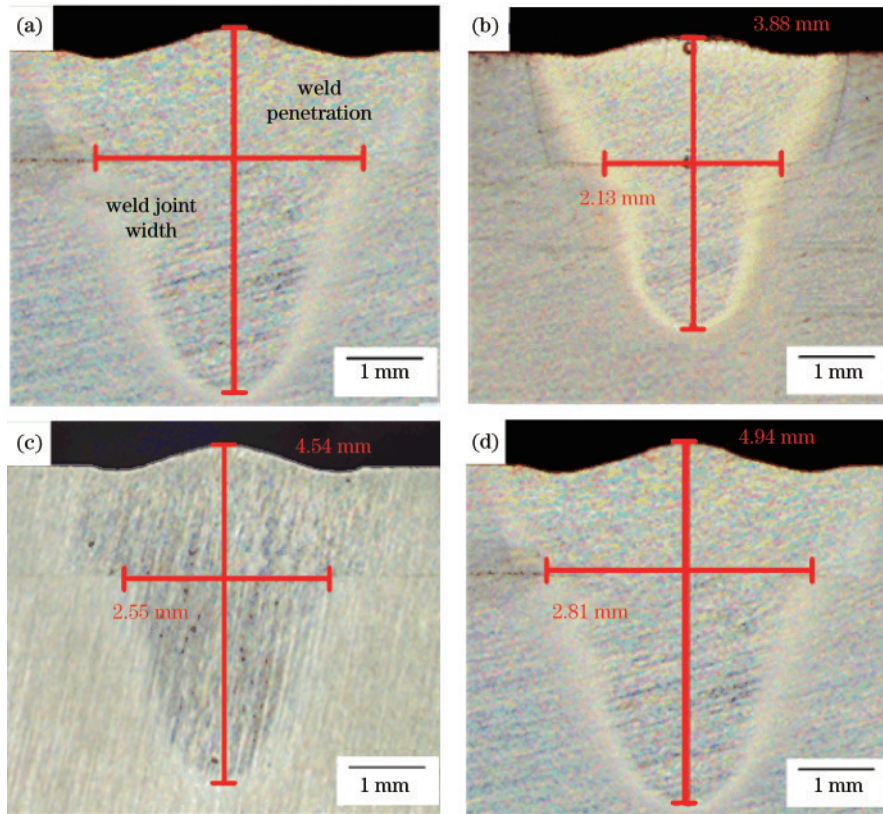 (a)
weld
penetration
weld joint
width
1 mm
(b)
3.88 mm
2.13 mm
1 mm
(c)
4.54 mm
2.55 mm
1 mm
(d)
4.94 mm
2.81 mm
1 mm